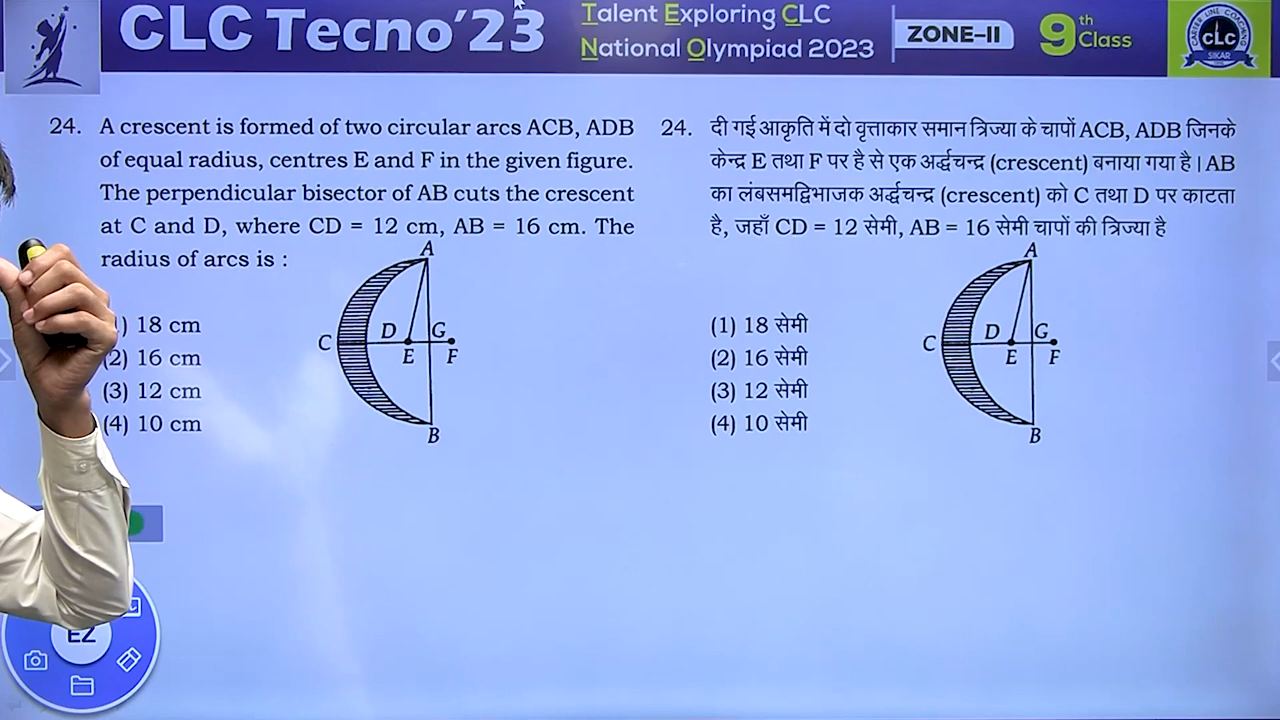 CLC Tecno'23
Talent Exploring CLC
National Olympiad 2023
ZONE-II
9th Class
CAREER LINE COACHING
CLC
SIKAR
24. A crescent is formed of two circular arcs ACB, ADB
of equal radius, centres E and F in the given figure.
The perpendicular bisector of AB cuts the crescent
at C and D, where CD = 12 cm, AB = 16 cm. The
radius of arcs is :
) 18 cm
(2) 16 cm
(3) 12 cm
(4) 10 cm
A
C D G
E F
B
24. दी गई आकृति में दो वृत्ताकार समान त्रिज्या के चापों ACB, ADB जिनके
केन्द्र E तथा F पर है से एक अर्द्धचन्द्र (crescent) बनाया गया है। AB
का लंबसमद्विभाजक अर्द्धचन्द्र (crescent) को C तथा D पर काटता
है, जहाँ CD = 12 सेमी, AB = 16 सेमी चापों की त्रिज्या है
(1) 18 सेमी
(2) 16 सेमी
(3) 12 सेमी
(4) 10 सेमी
A
C D G
E F
B
EZ